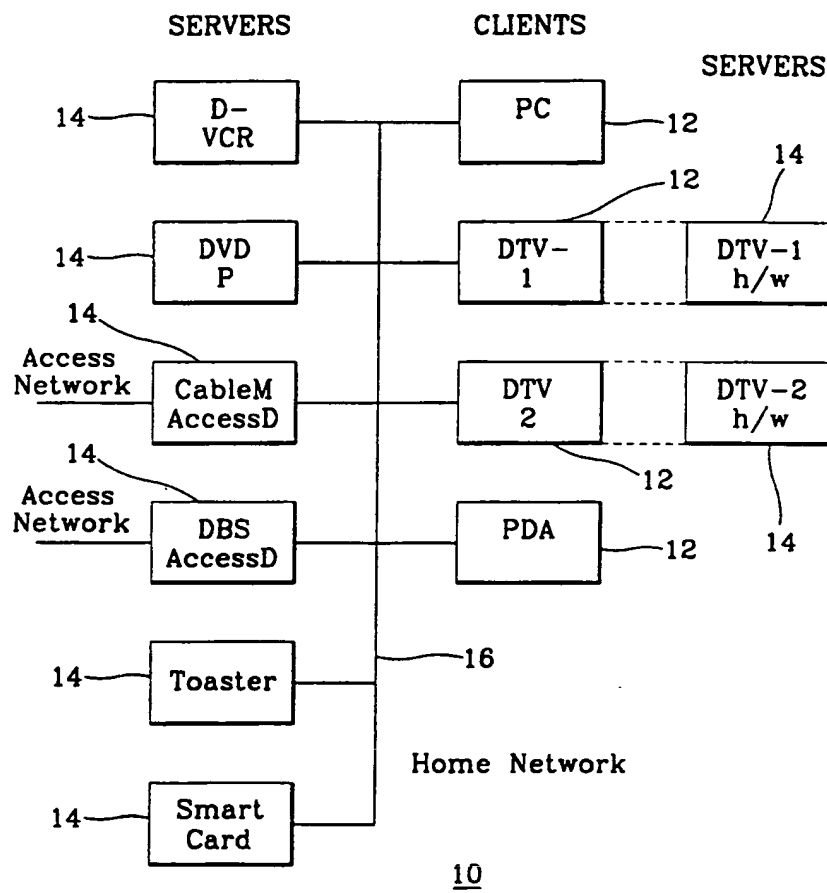 SERVERS
CLIENTS
SERVERS
14
D-
VCR
PC
12
14
DVD
P
12
DTV-
1
14
DTV-1
h/w
14
Access
Network
CableM
AccessD
DTV
2
12
DTV-2
h/w
14
14
Access
Network
DBS
AccessD
PDA
12
14
Toaster
16
Home Network
14
Smart
Card
10